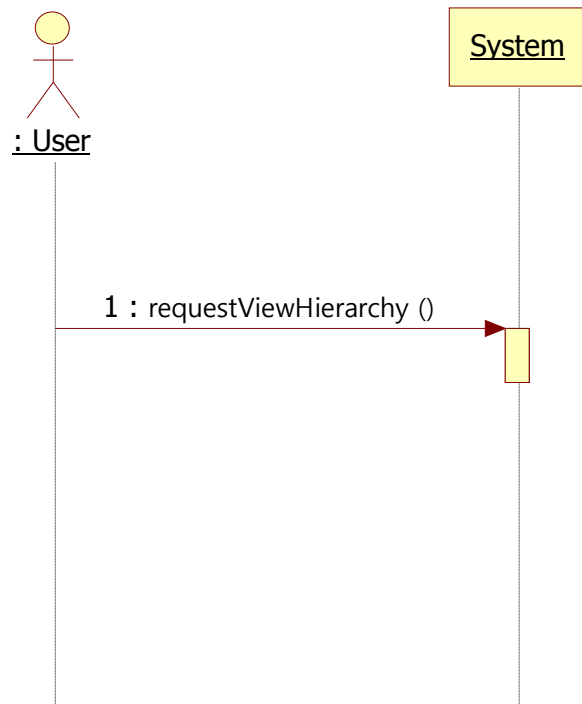 System
: User
1 : requestViewHierarchy ()